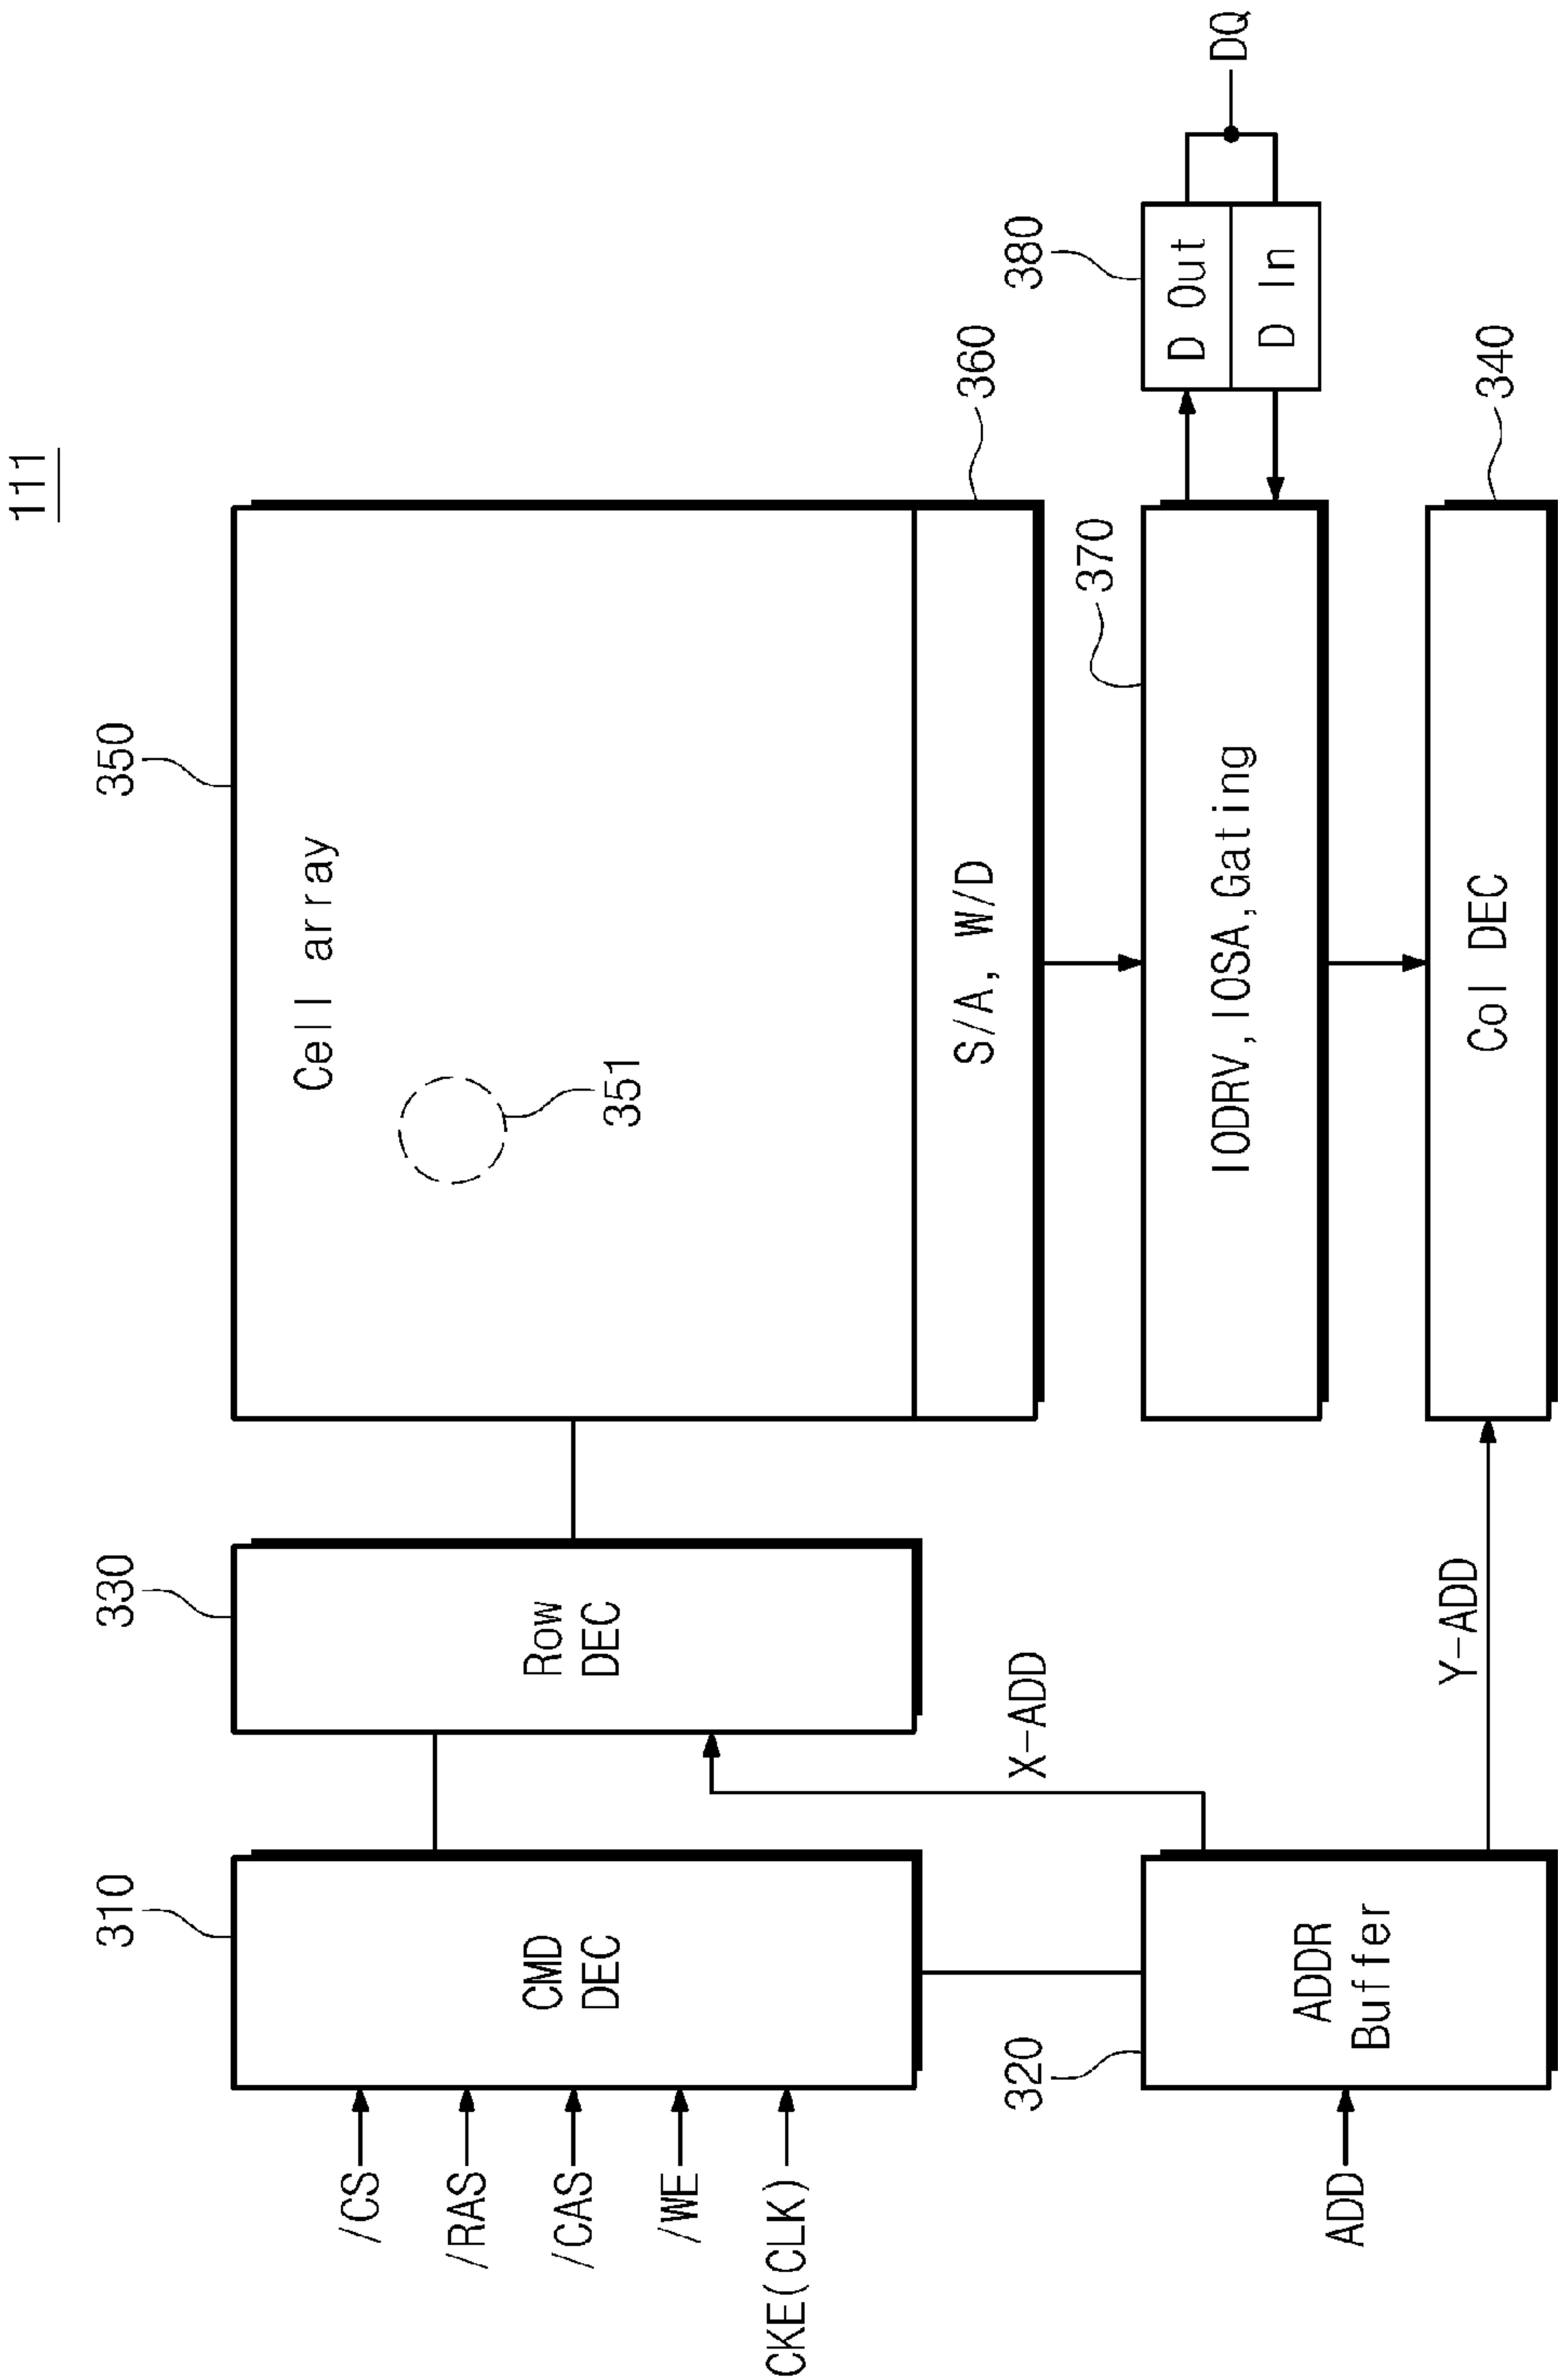 111
310
330
350
/CS
/RAS
/CAS
/WE
CKE(CLK)
CMD
DEC
Row
DEC
Cell array
351
S/A, W/D
360
X-ADD
320
370
380
ADD
ADDR
Buffer
IODRV,IOSA,Gating
D Out
D In
DQ
Y-ADD
Col DEC
340